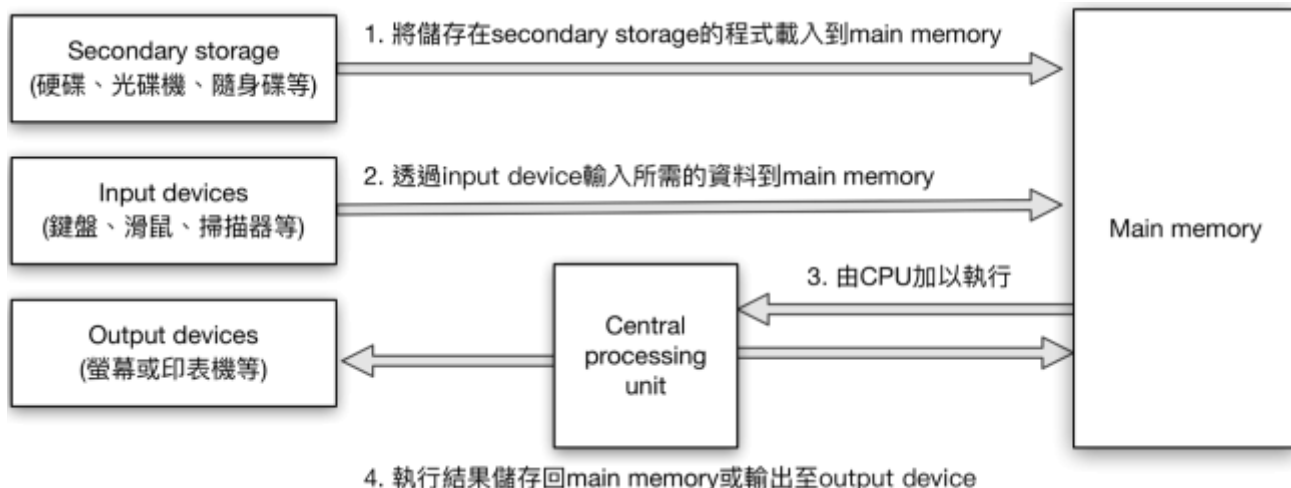 Secondary storage
(硬碟、光碟機、隨身碟等)
1. 將儲存在secondary storage的程式載入到main memory
Input devices
(鍵盤、滑鼠、掃描器等)
2. 透過input device輸入所需的資料到main memory
Main memory
3. 由CPU加以執行
Output devices
(螢幕或印表機等)
Central
processing
unit
4. 執行結果儲存回main memory或輸出至output device